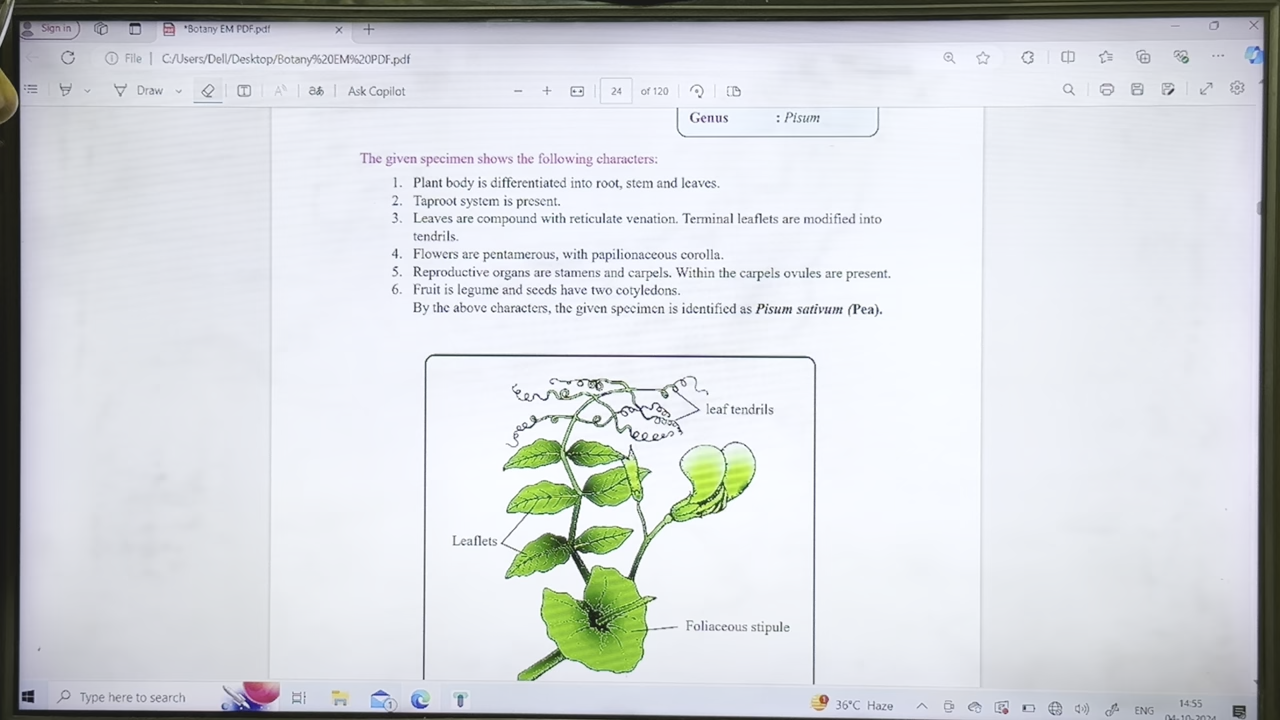 Sign in
*Botany EM PDF.pdf
File
C:/Users/Dell/Desktop/Botany%20EM%20PDF.pdf
Draw
Ask Copilot
24
of 120
Genus : Pisum
The given specimen shows the following characters:
1. Plant body is differentiated into root, stem and leaves.
2. Taproot system is present.
3. Leaves are compound with reticulate venation. Terminal leaflets are modified into
tendrils.
4. Flowers are pentamerous, with papilionaceous corolla.
5. Reproductive organs are stamens and carpels. Within the carpels ovules are present.
6. Fruit is legume and seeds have two cotyledons.
By the above characters, the given specimen is identified as Pisum sativum (Pea).
leaf tendrils
Leaflets
Foliaceous stipule
Type here to search
36°C Haze
ENG
14:55
04-10-2024